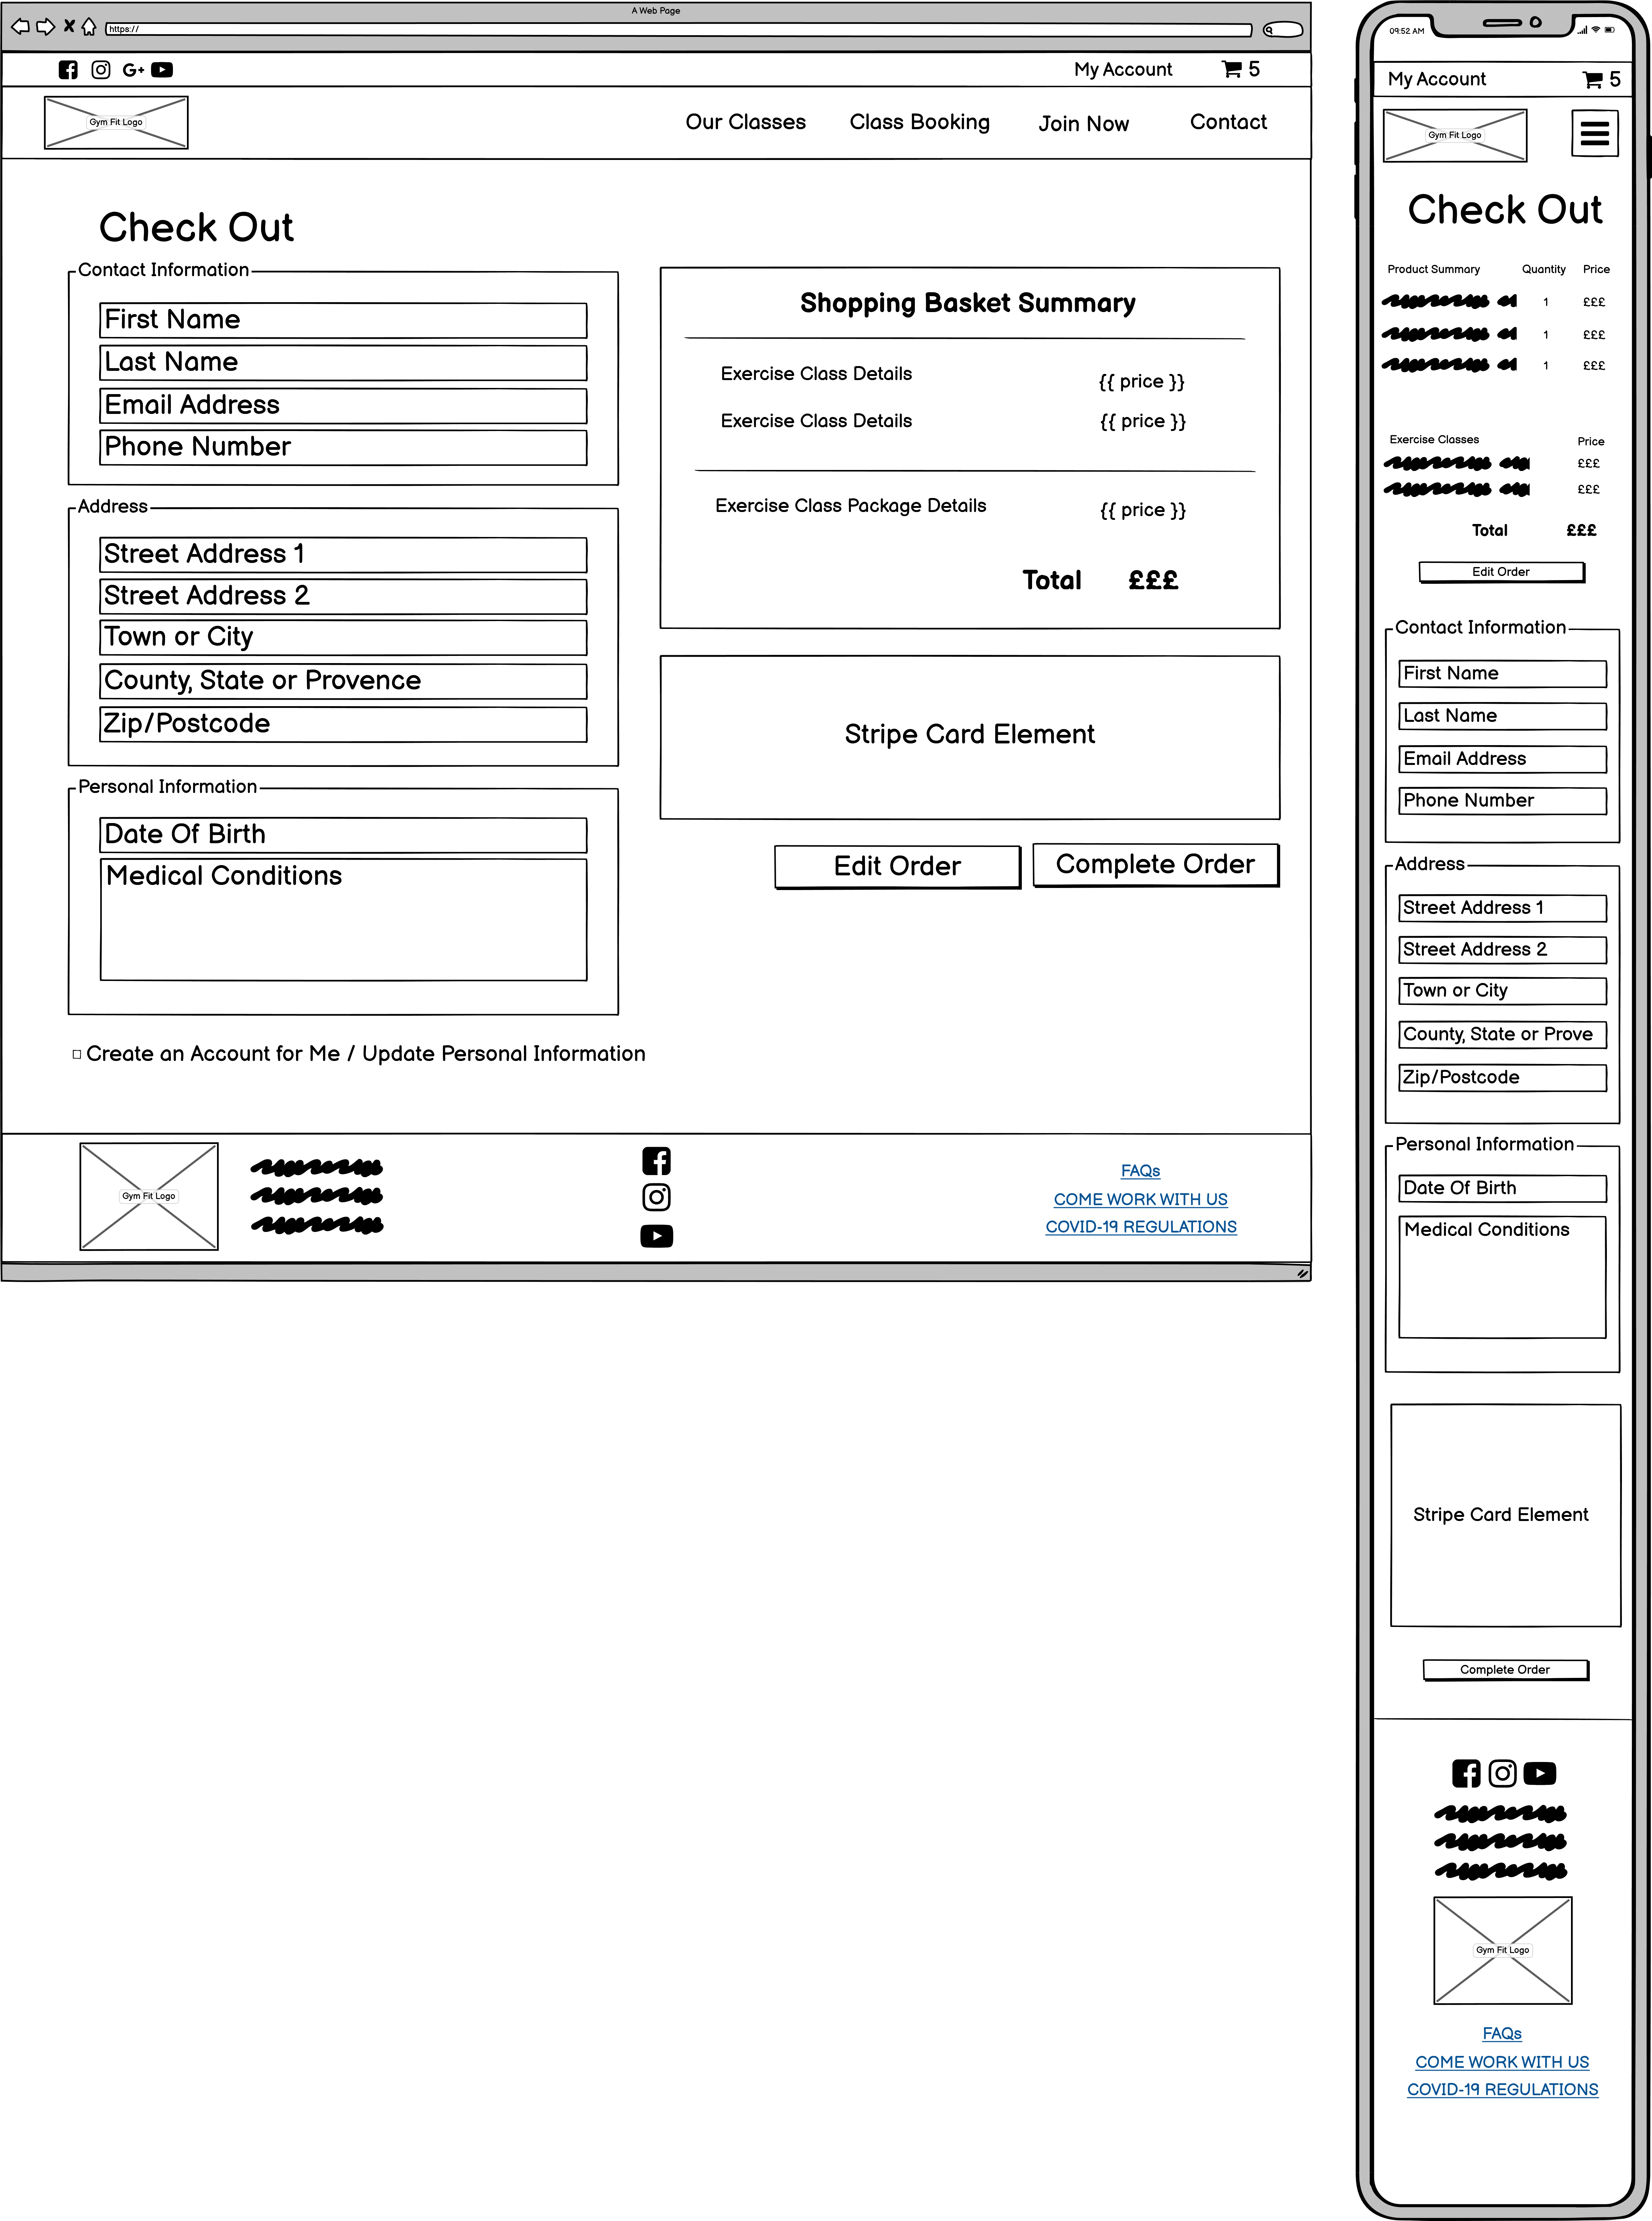 A Web Page
https://
My Account 5
Gym Fit Logo
Our Classes Class Booking Join Now Contact
Check Out
Contact Information
First Name
Last Name
Email Address
Phone Number
Address
Street Address 1
Street Address 2
Town or City
County, State or Provence
Zip/Postcode
Personal Information
Date Of Birth
Medical Conditions
Create an Account for Me / Update Personal Information
Shopping Basket Summary
Exercise Class Details {{ price }}
Exercise Class Details {{ price }}
Exercise Class Package Details {{ price }}
Total £££
Stripe Card Element
Edit Order Complete Order
Gym Fit Logo
FAQs
COME WORK WITH US
COVID-19 REGULATIONS
09:52 AM
My Account 5
Gym Fit Logo
Check Out
Product Summary Quantity Price
1 £££
1 £££
1 £££
Exercise Classes Price
£££
£££
Total £££
Edit Order
Contact Information
First Name
Last Name
Email Address
Phone Number
Address
Street Address 1
Street Address 2
Town or City
County, State or Prove
Zip/Postcode
Personal Information
Date Of Birth
Medical Conditions
Stripe Card Element
Complete Order
Gym Fit Logo
FAQs
COME WORK WITH US
COVID-19 REGULATIONS